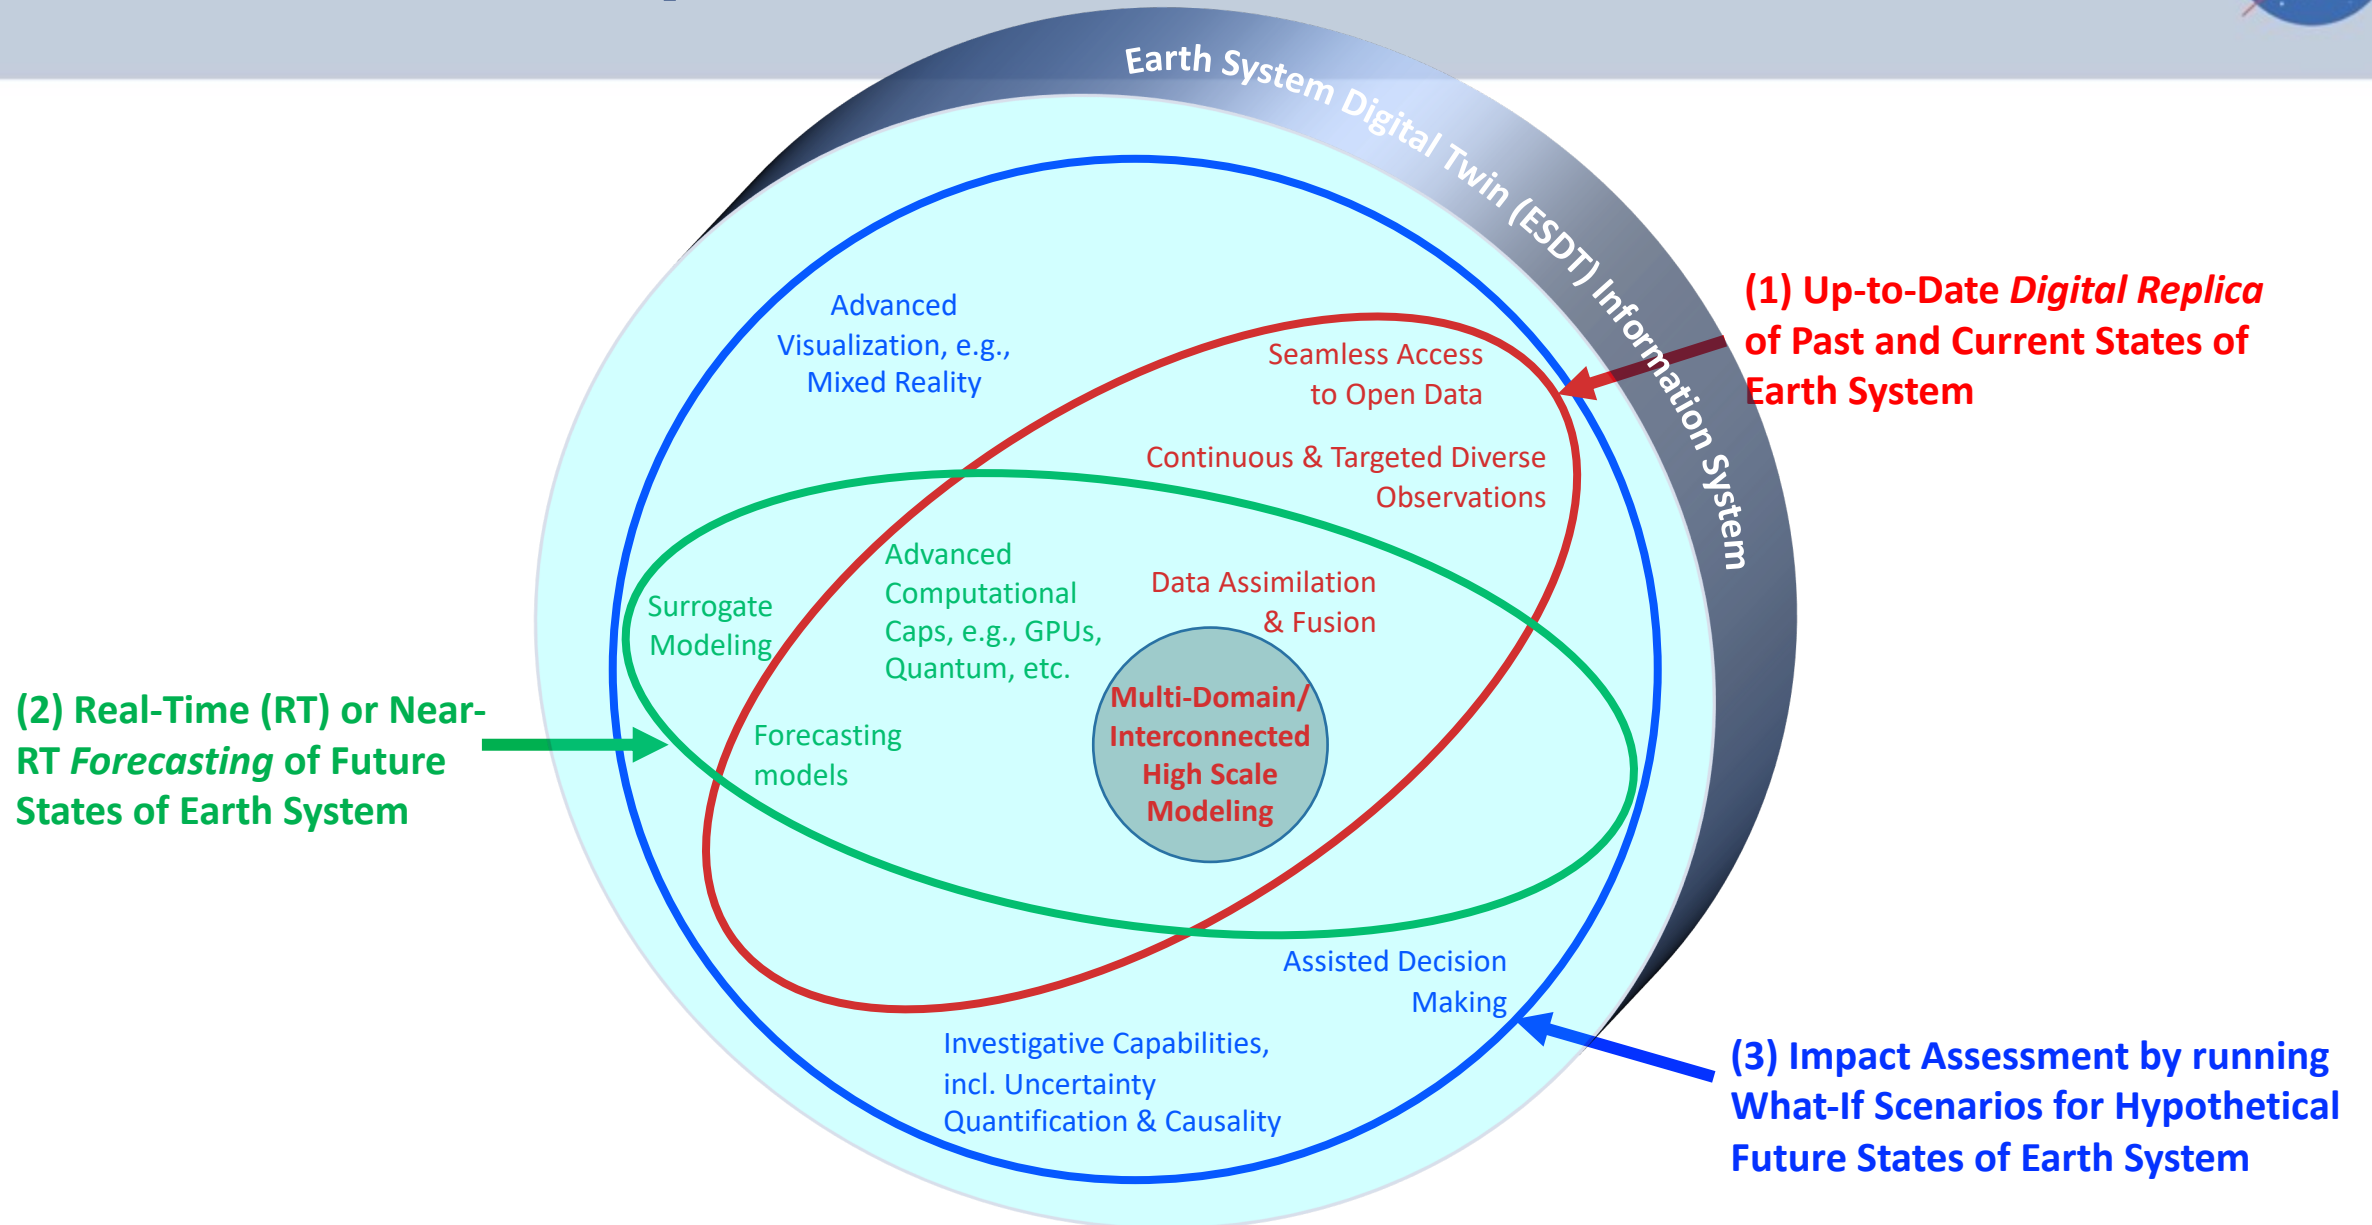 Earth System Digital Twin (ESDT) Information System
Advanced
Visualization, e.g.,
Mixed Reality
Seamless Access
to Open Data
Continuous & Targeted Diverse
Observations
(1) Up-to-Date Digital Replica
of Past and Current States of
Earth System
Advanced
Computational
Caps, e.g., GPUs,
Quantum, etc.
Data Assimilation
& Fusion
Surrogate
Modeling
Multi-Domain/
Interconnected
High Scale
Modeling
(2) Real-Time (RT) or Near-
RT Forecasting of Future
States of Earth System
Forecasting
models
Assisted Decision
Making
Investigative Capabilities,
incl. Uncertainty
Quantification & Causality
(3) Impact Assessment by running
What-If Scenarios for Hypothetical
Future States of Earth System